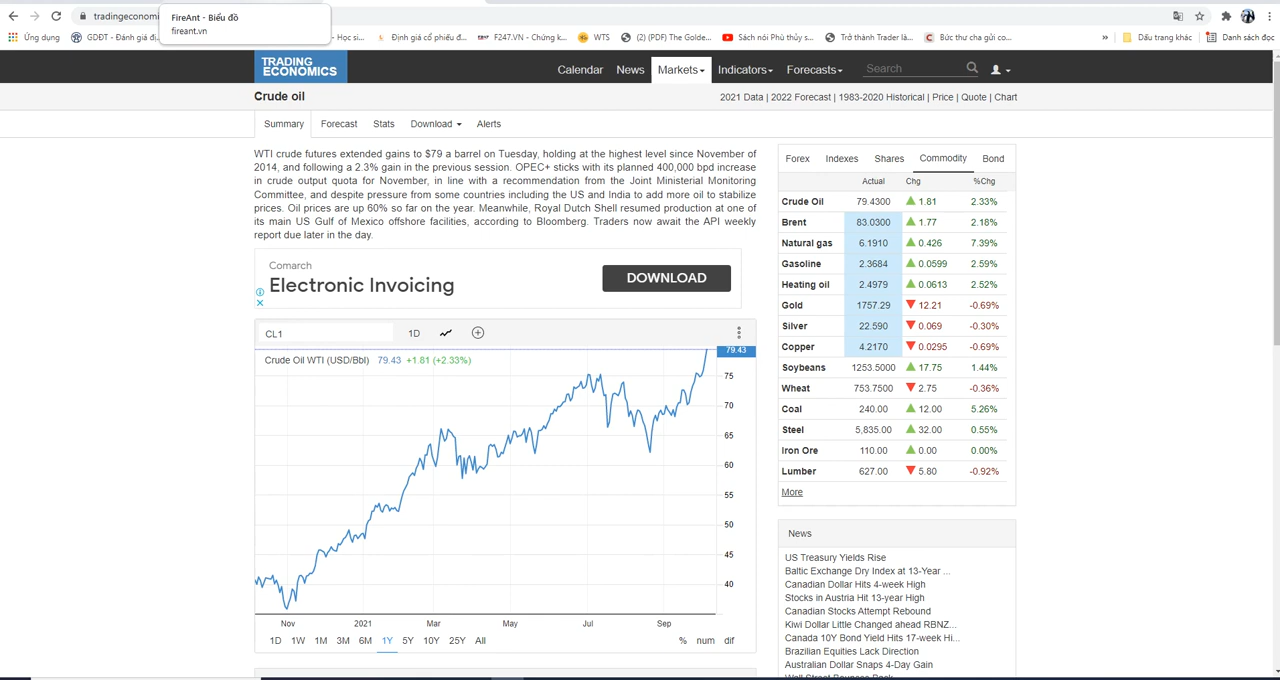 tradingeconomi
FireAnt - Biểu đồ
fireant.vn
Ứng dụng
GDĐT - Đánh giá đị...
Học si...
Định giá cổ phiếu đ...
F247.VN - Chứng k...
WTS
(2) (PDF) The Golde...
Sách nói Phù thủy s...
Trở thành Trader là...
Bức thư cha gửi co...
»
Dấu trang khác
Danh sách đọc
TRADING
ECONOMICS
Calendar
News
Markets
Indicators
Forecasts
Search
Crude oil
2021 Data | 2022 Forecast | 1983-2020 Historical | Price | Quote | Chart
Summary
Forecast
Stats
Download
Alerts
WTI crude futures extended gains to $79 a barrel on Tuesday, holding at the highest level since November of
2014, and following a 2.3% gain in the previous session. OPEC+ sticks with its planned 400,000 bpd increase
in crude output quota for November, in line with a recommendation from the Joint Ministerial Monitoring
Committee, and despite pressure from some countries including the US and India to add more oil to stabilize
prices. Oil prices are up 60% so far on the year. Meanwhile, Royal Dutch Shell resumed production at one of
its main US Gulf of Mexico offshore facilities, according to Bloomberg. Traders now await the API weekly
report due later in the day.
Comarch
Electronic Invoicing
DOWNLOAD
CL1
1D
Crude Oil WTI (USD/Bbl) 79.43 +1.81 (+2.33%)
79.43
75
70
65
60
55
50
45
40
Nov
2021
Mar
May
Jul
Sep
1D 1W 1M 3M 6M 1Y 5Y 10Y 25Y All
% num dif
Forex
Indexes
Shares
Commodity
Bond
Actual Chg %Chg
Crude Oil 79.4300 1.81 2.33%
Brent 83.0300 1.77 2.18%
Natural gas 6.1910 0.426 7.39%
Gasoline 2.3684 0.0599 2.59%
Heating oil 2.4979 0.0613 2.52%
Gold 1757.29 12.21 -0.69%
Silver 22.590 0.069 -0.30%
Copper 4.2170 0.0295 -0.69%
Soybeans 1253.5000 17.75 1.44%
Wheat 753.7500 2.75 -0.36%
Coal 240.00 12.00 5.26%
Steel 5,835.00 32.00 0.55%
Iron Ore 110.00 0.00 0.00%
Lumber 627.00 5.80 -0.92%
More
News
US Treasury Yields Rise
Baltic Exchange Dry Index at 13-Year ...
Canadian Dollar Hits 4-week High
Stocks in Austria Hit 13-year High
Canadian Stocks Attempt Rebound
Kiwi Dollar Little Changed ahead RBNZ...
Canada 10Y Bond Yield Hits 17-week Hi...
Brazilian Equities Lack Direction
Australian Dollar Snaps 4-Day Gain